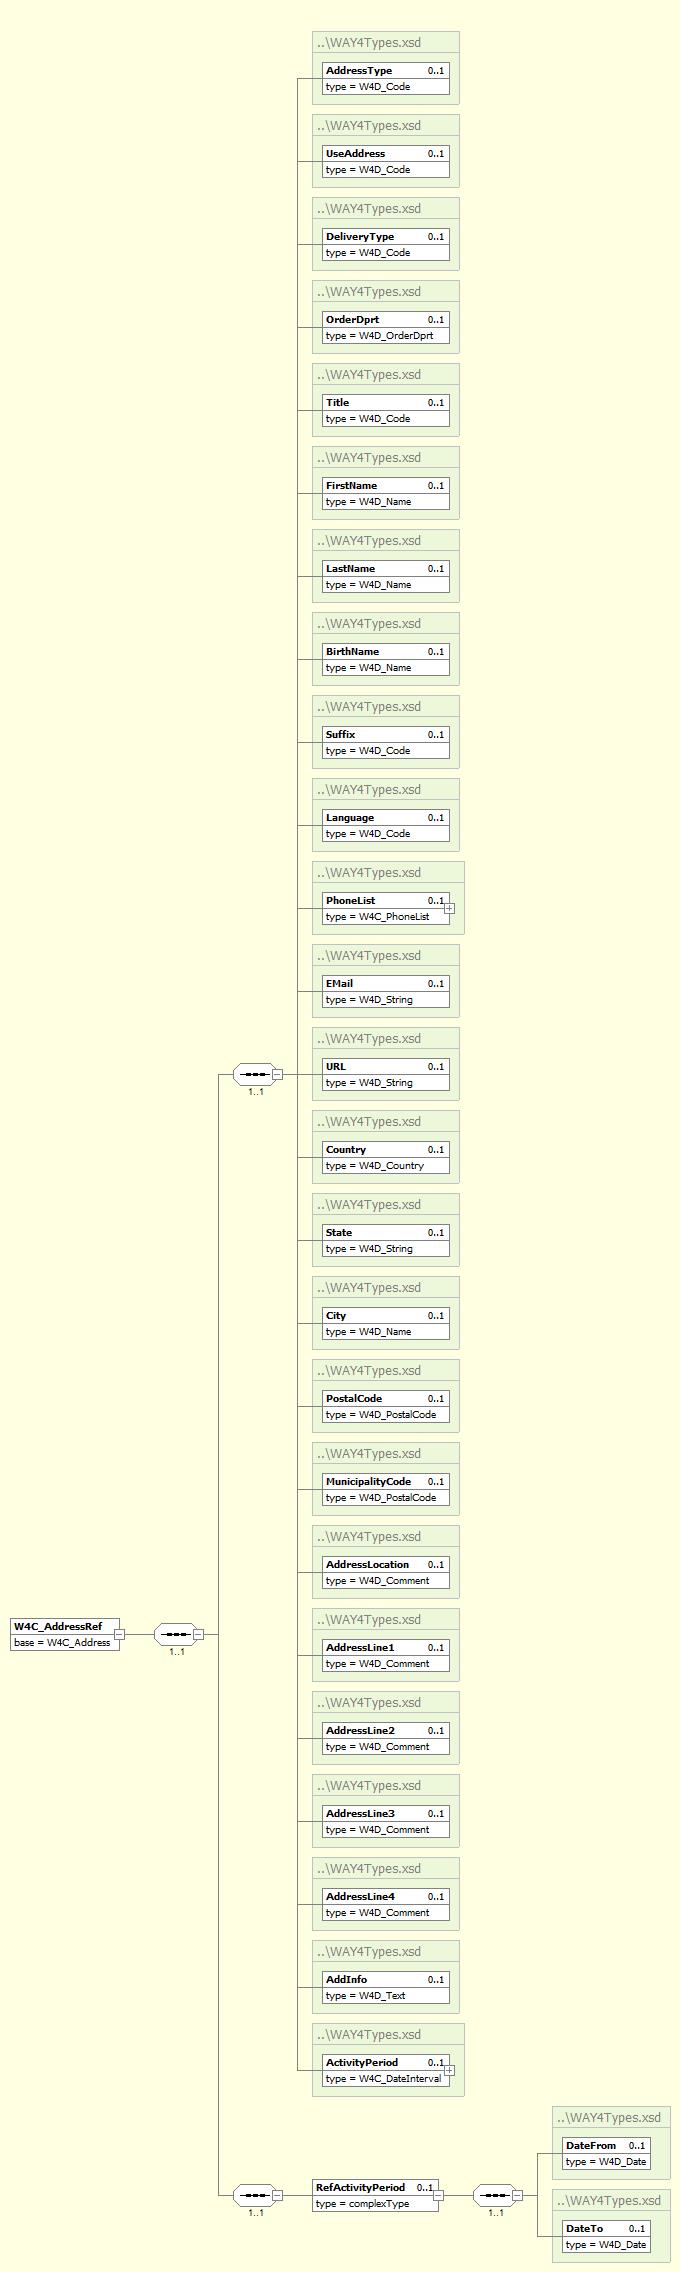 ..\WAY4Types.xsd
AddressType 0..1
type = W4D_Code
..\WAY4Types.xsd
UseAddress 0..1
type = W4D_Code
..\WAY4Types.xsd
DeliveryType 0..1
type = W4D_Code
..\WAY4Types.xsd
OrderDprt 0..1
type = W4D_OrderDprt
..\WAY4Types.xsd
Title 0..1
type = W4D_Code
..\WAY4Types.xsd
FirstName 0..1
type = W4D_Name
..\WAY4Types.xsd
LastName 0..1
type = W4D_Name
..\WAY4Types.xsd
BirthName 0..1
type = W4D_Name
..\WAY4Types.xsd
Suffix 0..1
type = W4D_Code
..\WAY4Types.xsd
Language 0..1
type = W4D_Code
..\WAY4Types.xsd
PhoneList 0..1
type = W4C_PhoneList
..\WAY4Types.xsd
EMail 0..1
type = W4D_String
..\WAY4Types.xsd
URL 0..1
type = W4D_String
1..1
..\WAY4Types.xsd
Country 0..1
type = W4D_Country
..\WAY4Types.xsd
State 0..1
type = W4D_String
..\WAY4Types.xsd
City 0..1
type = W4D_Name
..\WAY4Types.xsd
PostalCode 0..1
type = W4D_PostalCode
..\WAY4Types.xsd
MunicipalityCode 0..1
type = W4D_PostalCode
..\WAY4Types.xsd
AddressLocation 0..1
type = W4D_Comment
W4C_AddressRef
base = W4C_Address
1..1
..\WAY4Types.xsd
AddressLine1 0..1
type = W4D_Comment
..\WAY4Types.xsd
AddressLine2 0..1
type = W4D_Comment
..\WAY4Types.xsd
AddressLine3 0..1
type = W4D_Comment
..\WAY4Types.xsd
AddressLine4 0..1
type = W4D_Comment
..\WAY4Types.xsd
AddInfo 0..1
type = W4D_Text
..\WAY4Types.xsd
ActivityPeriod 0..1
type = W4C_DateInterval
1..1
RefActivityPeriod 0..1
type = complexType
1..1
..\WAY4Types.xsd
DateFrom 0..1
type = W4D_Date
..\WAY4Types.xsd
DateTo 0..1
type = W4D_Date